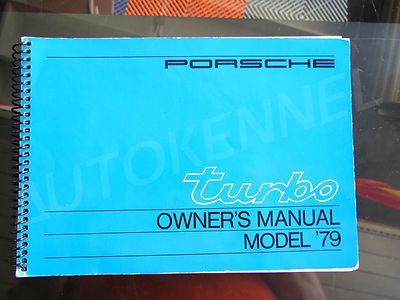 PORSCHE
AUTOKENNEL
turbo
OWNER'S MANUAL
MODEL '79